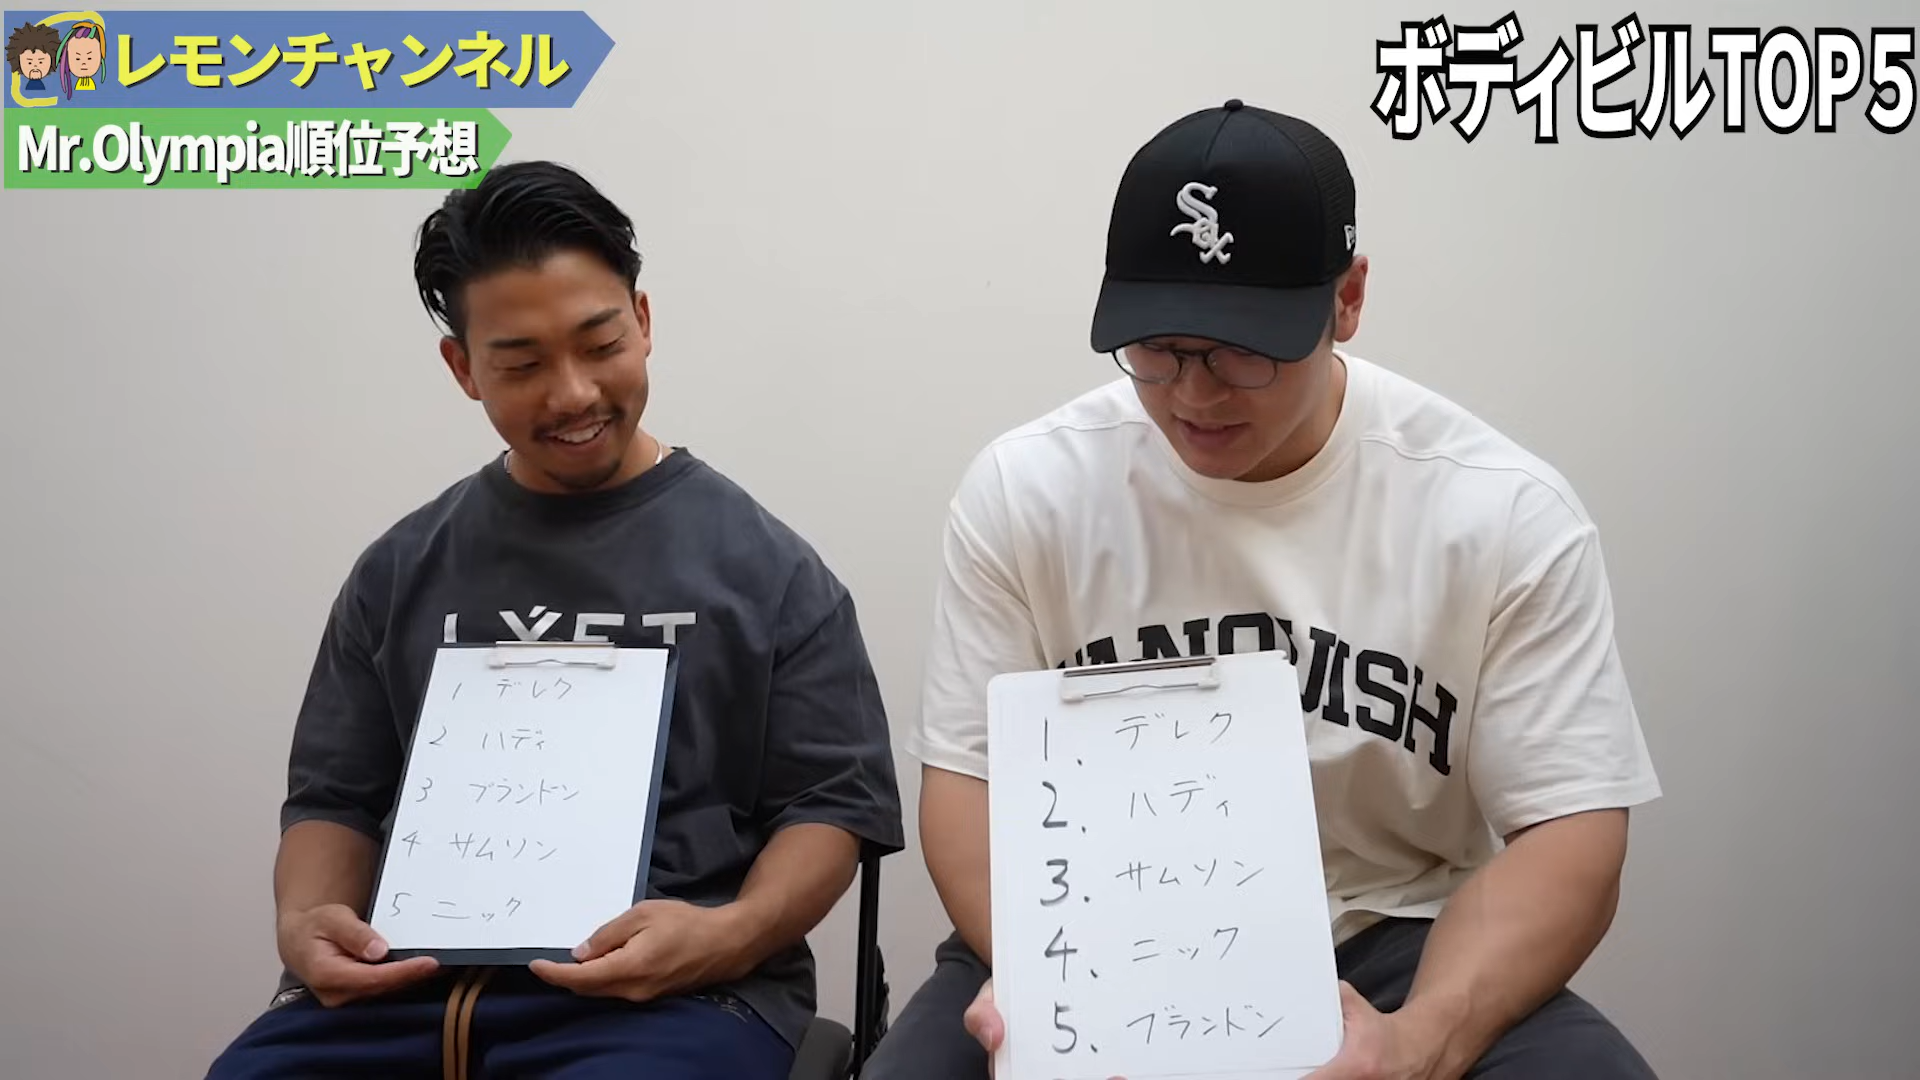 レモンチャンネル
Mr.Olympia順位予想
ボディビルTOP5
Sox
LYFT
VANQUISH
1 デレク
2 ハディ
3 ブランドン
4 サムソン
5 ニック
1. デレク
2. ハディ
3. サムソン
4. ニック
5. ブランドン